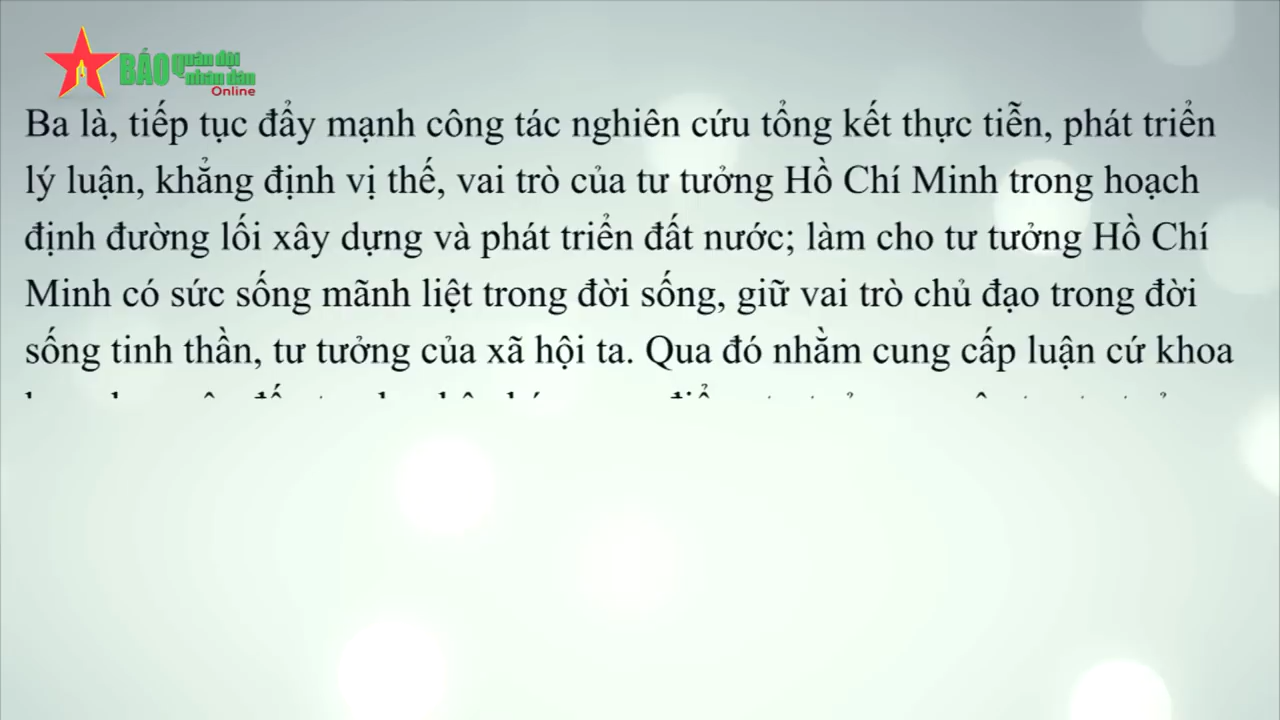 BÁO Quân đội
nhân dân
Online
Ba là, tiếp tục đẩy mạnh công tác nghiên cứu tổng kết thực tiễn, phát triển
lý luận, khẳng định vị thế, vai trò của tư tưởng Hồ Chí Minh trong hoạch
định đường lối xây dựng và phát triển đất nước; làm cho tư tưởng Hồ Chí
Minh có sức sống mãnh liệt trong đời sống, giữ vai trò chủ đạo trong đời
sống tinh thần, tư tưởng của xã hội ta. Qua đó nhằm cung cấp luận cứ khoa